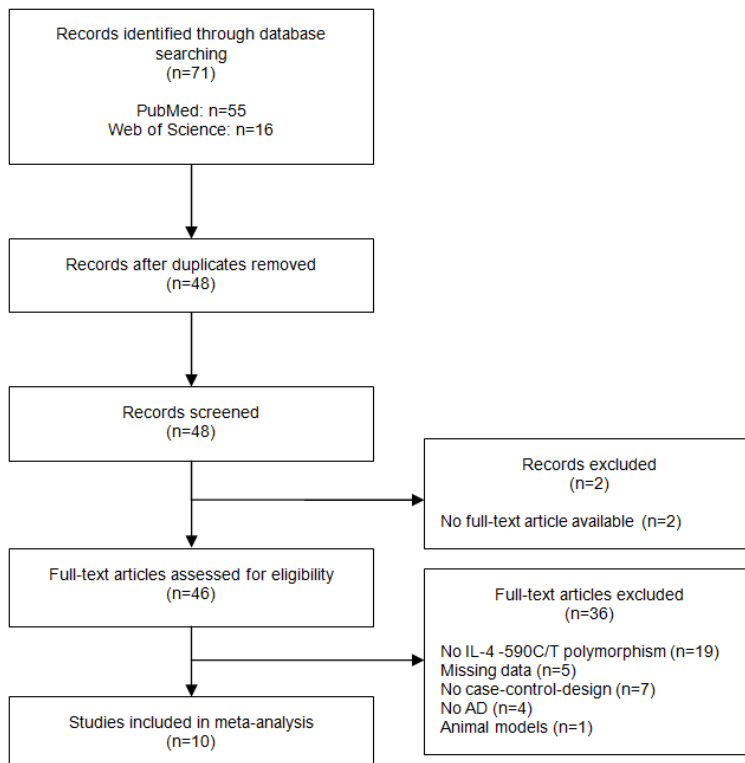 Records identified through database
searching
(n=71)
PubMed: n=55
Web of Science: n=16
Records after duplicates removed
(n=48)
Records screened
(n=48)
Records excluded
(n=2)
No full-text article available (n=2)
Full-text articles assessed for eligibility
(n=46)
Full-text articles excluded
(n=36)
No IL-4 -590C/T polymorphism (n=19)
Missing data (n=5)
No case-control-design (n=7)
No AD (n=4)
Animal models (n=1)
Studies included in meta-analysis
(n=10)